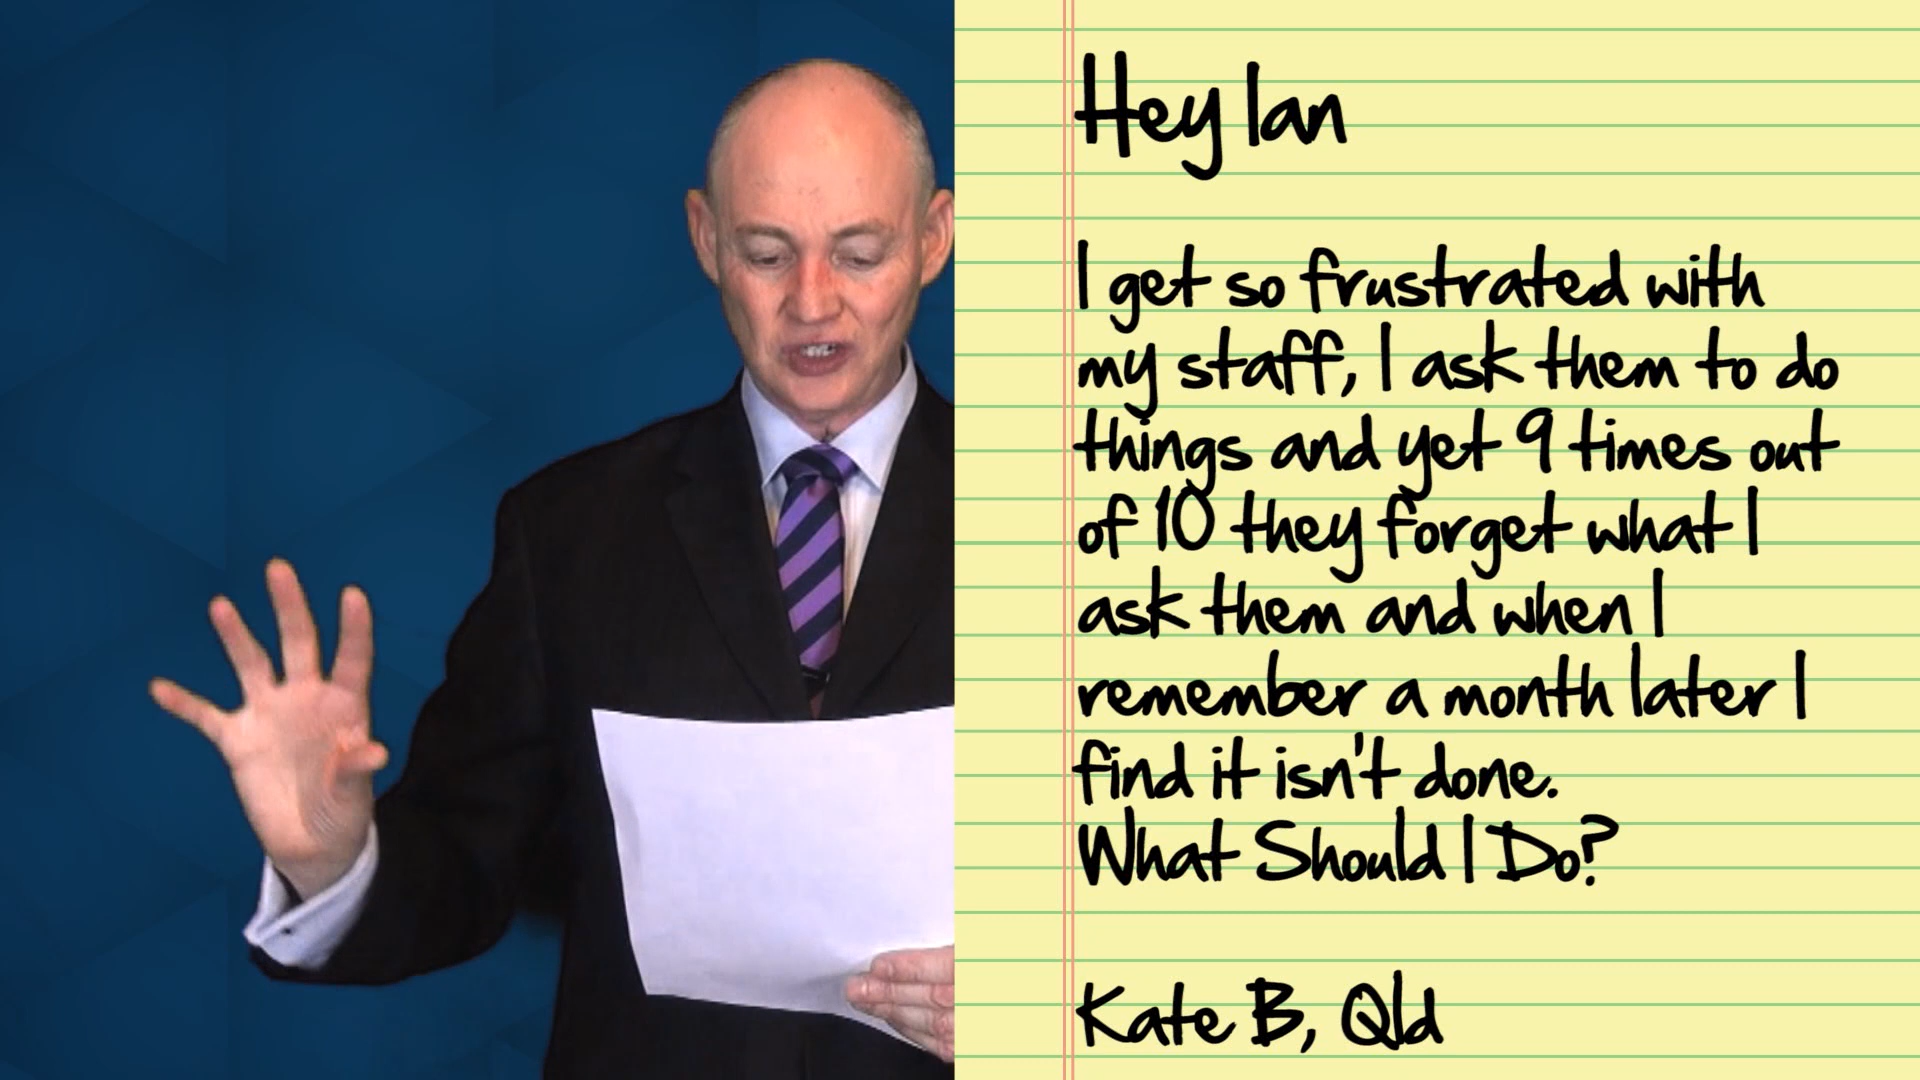 Hey Ian
I get so frustrated with
my staff, I ask them to do
things and yet 9 times out
of 10 they forget what I
ask them and when I
remember a month later I
find it isn't done.
What Should I Do?
Kate B, Qld